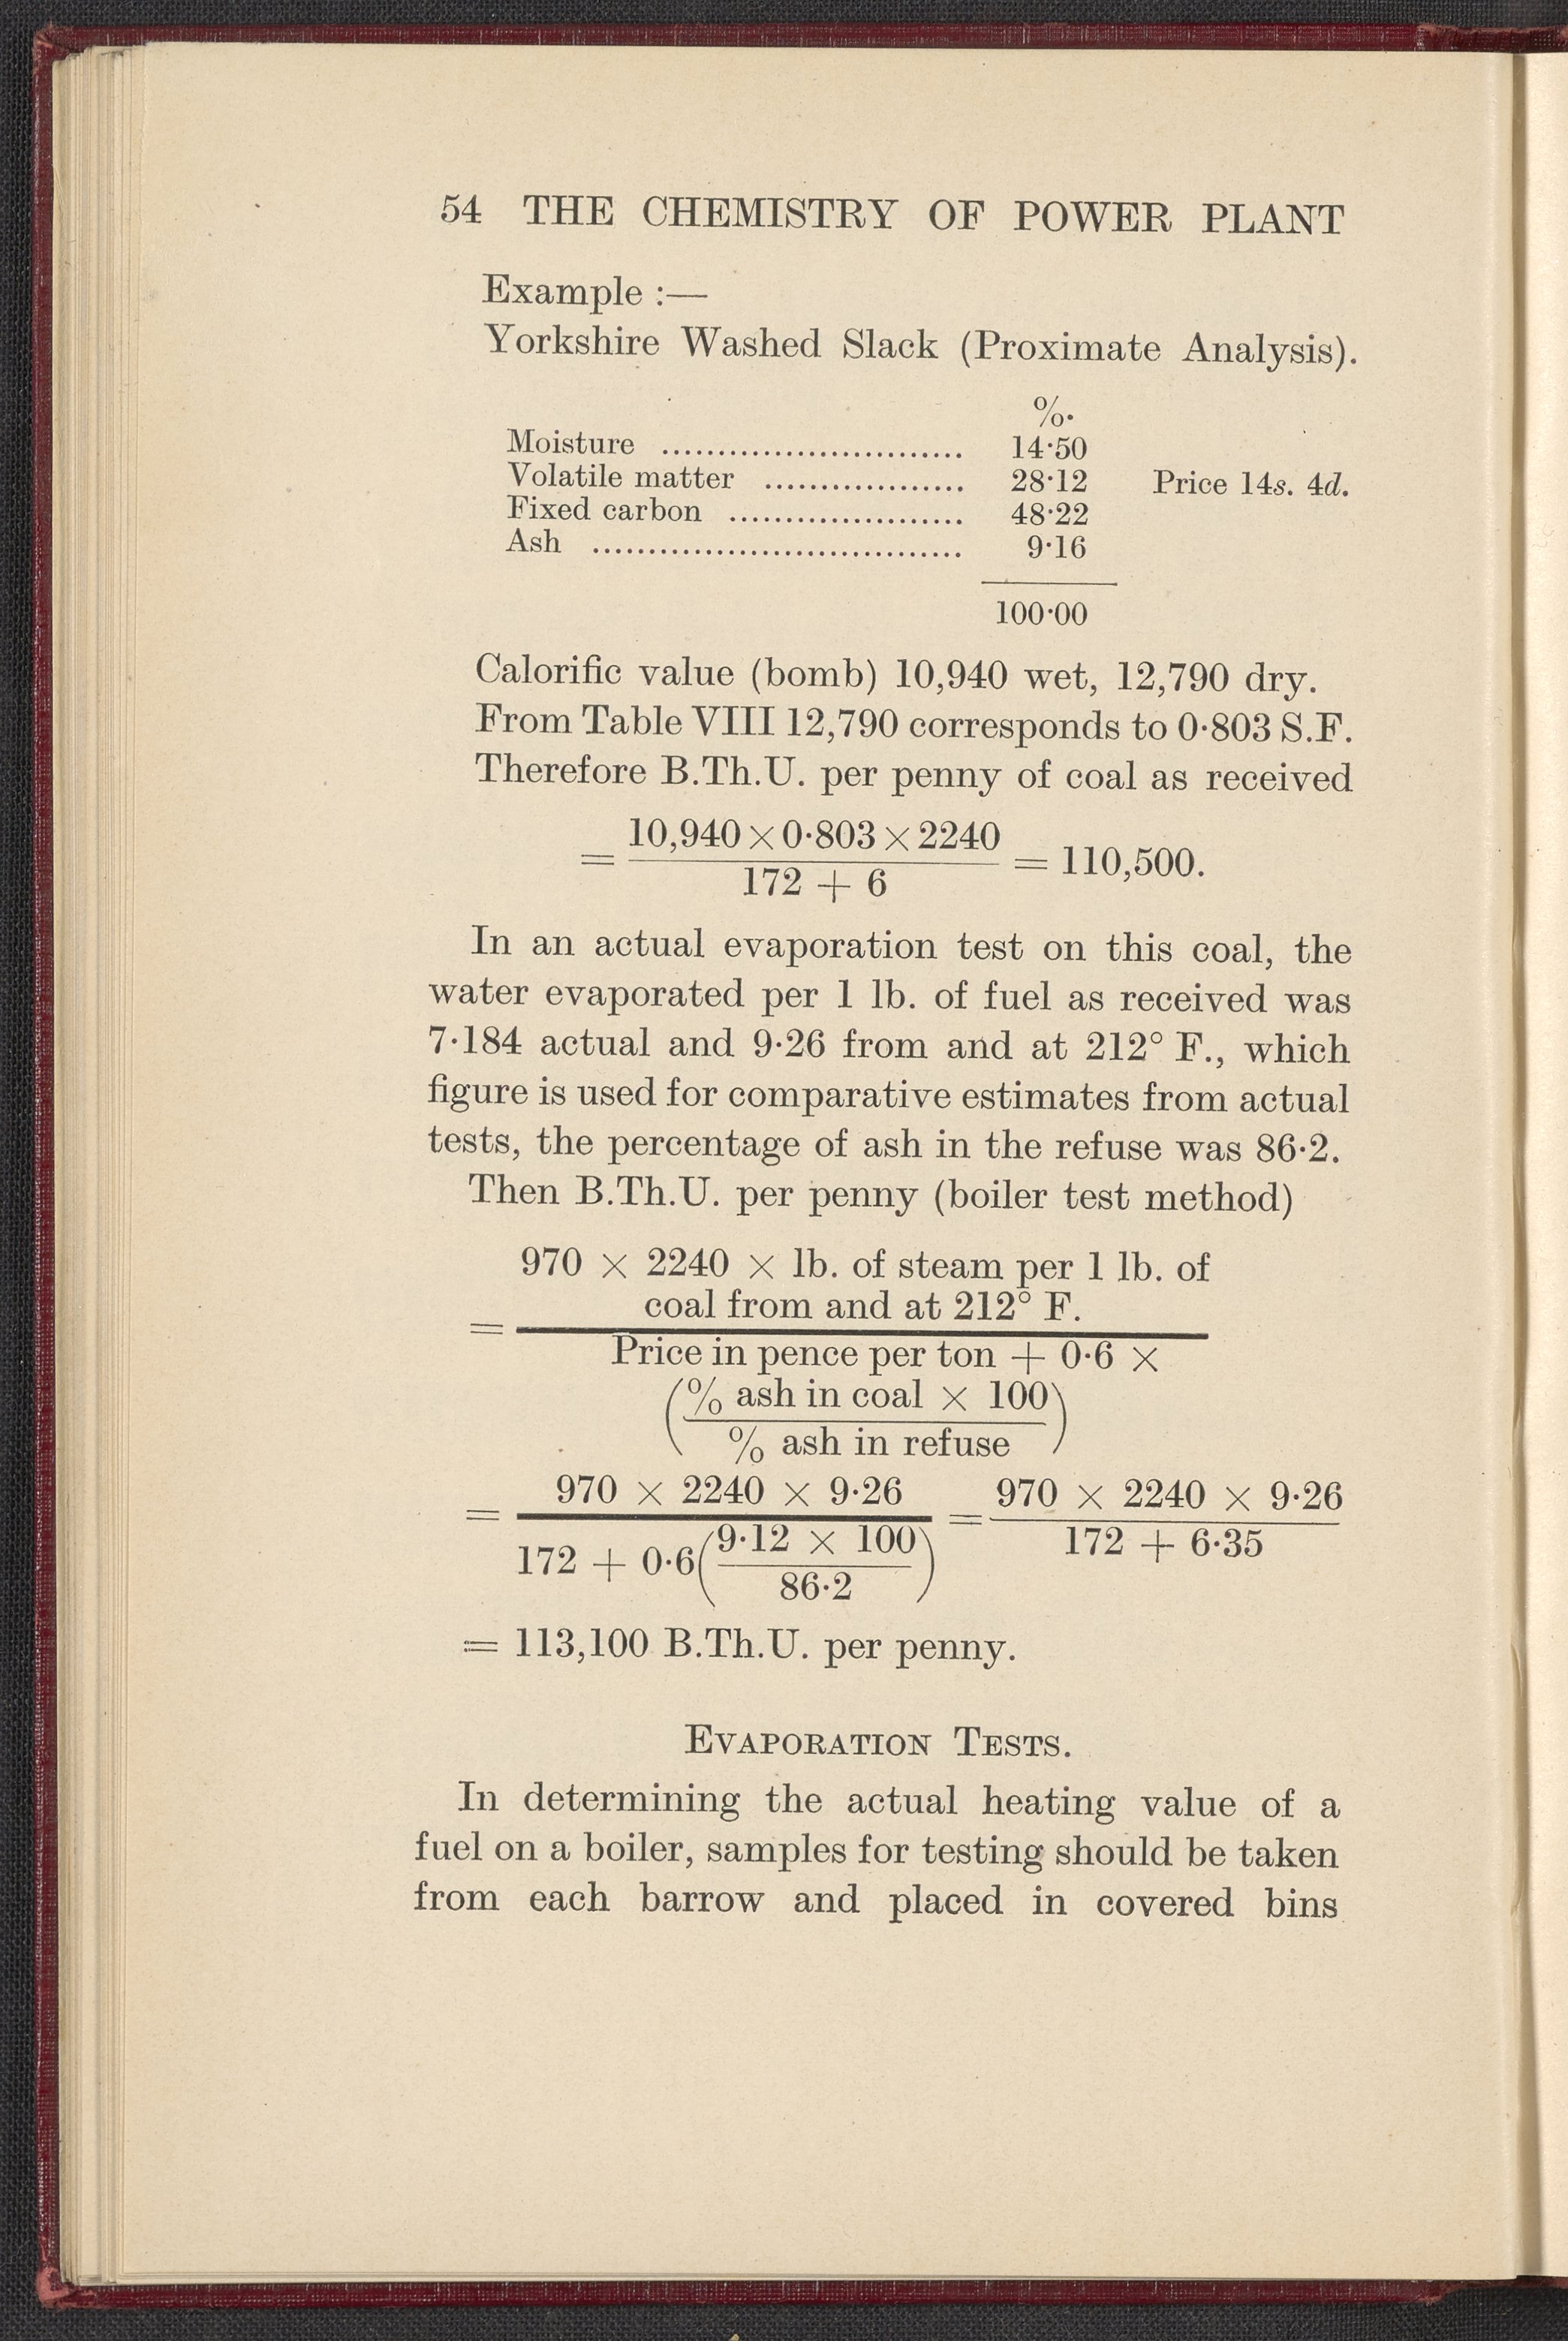 54 THE CHEMISTRY OF POWER PLANT
Example :—
Yorkshire Washed Slack (Proximate Analysis).
%.
Moisture ........................... 14·50
Volatile matter .................. 28·12 Price 14s. 4d.
Fixed carbon ..................... 48·22
Ash ................................. 9·16
100·00
Calorific value (bomb) 10,940 wet, 12,790 dry.
From Table VIII 12,790 corresponds to 0·803 S.F.
Therefore B.Th.U. per penny of coal as received
= 10,940 × 0·803 × 2240 / 172 + 6 = 110,500.
In an actual evaporation test on this coal, the
water evaporated per 1 lb. of fuel as received was
7·184 actual and 9·26 from and at 212° F., which
figure is used for comparative estimates from actual
tests, the percentage of ash in the refuse was 86·2.
Then B.Th.U. per penny (boiler test method)
970 × 2240 × lb. of steam per 1 lb. of
coal from and at 212° F.
=
Price in pence per ton + 0·6 ×
(% ash in coal × 100
% ash in refuse)
= 970 × 2240 × 9·26 / 172 + 0·6(9·12 × 100 / 86·2) = 970 × 2240 × 9·26 / 172 + 6·35
= 113,100 B.Th.U. per penny.
EVAPORATION TESTS.
In determining the actual heating value of a
fuel on a boiler, samples for testing should be taken
from each barrow and placed in covered bins